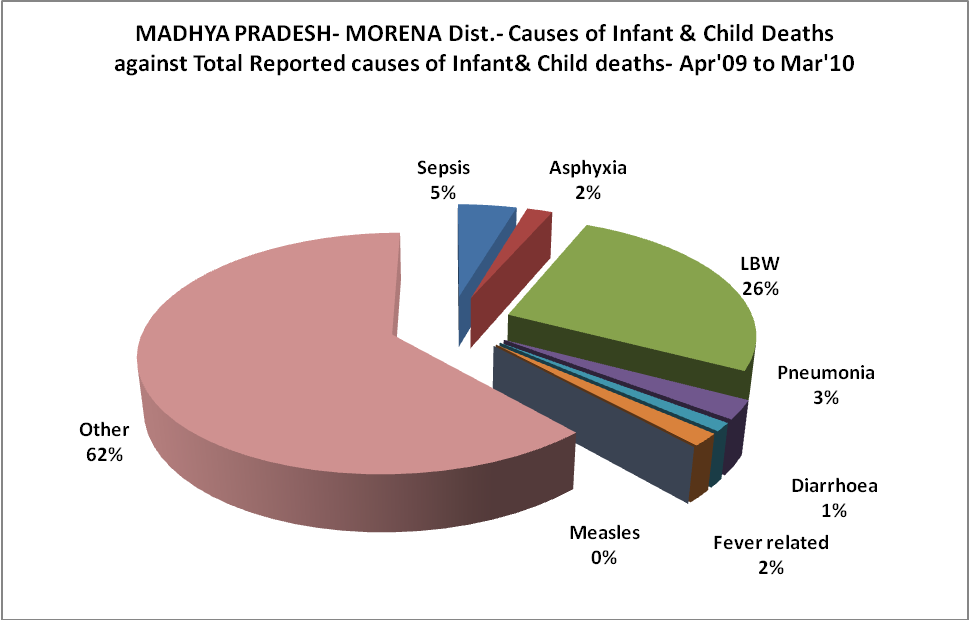 MADHYA PRADESH- MORENA Dist.- Causes of Infant & Child Deaths
against Total Reported causes of Infant& Child deaths- Apr'09 to Mar'10
Sepsis
5%
Asphyxia
2%
LBW
26%
Pneumonia
3%
Diarrhoea
1%
Fever related
2%
Measles
0%
Other
62%